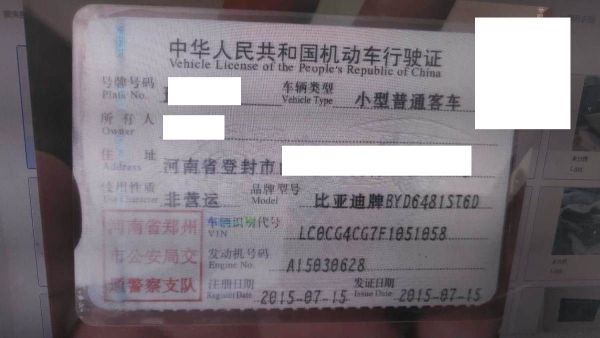 中华人民共和国机动车行驶证
Vehicle License of the People's Republic of China
号牌号码
Plate No.
车辆类型 小型普通客车
Vehicle Type
所有人
Owner
住址 河南省登封市
Address
使用性质 非营运 品牌型号 比亚迪牌BYD6481ST6D
Use Character Model
河南省郑州
市公安局交
通警察支队
车辆识别代号 LC0CG4CG7F1051058
VIN
发动机号码 A15030628
Engine No.
注册日期 2015-07-15 发证日期 2015-07-15
Register Date Issue Date